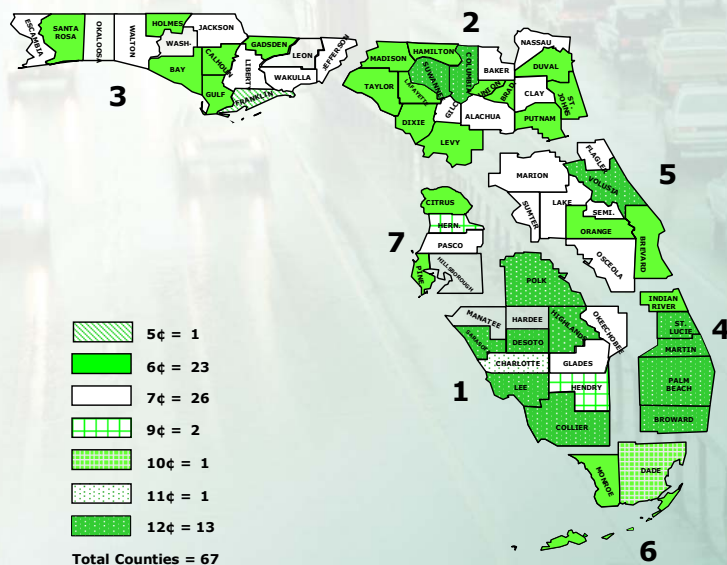 2
3
ESCAMBIA
SANTA
ROSA
OKALOOSA
WALTON
HOLMES
WASH-
BAY
JACKSON
CALHOUN
GULF
GADSDEN
LIBERT
FRANKLIN
LEON
WAKULLA
JEFFERSON
MADISON
TAYLOR
HAMILTON
SUWANNEE
LAFAYETTE
DIXIE
COLUMBIA
GILC
LEVY
BAKER
UNION
BRAD
ALACHUA
NASSAU
DUVAL
CLAY
ST
JOHNS
PUTNAM
5
MARION
FLAGLER
VOLUSIA
LAKE
SUMTER
SEMI.
ORANGE
OSCEOLA
BREVARD
7
CITRUS
HERN.
PASCO
PINE
HILLSBOROUGH
1
POLK
MANATEE
HARDEE
HIGHLANDS
OKEECHOBEE
SARASOT
DESOTO
CHARLOTTE
GLADES
LEE
HENDRY
COLLIER
4
INDIAN
RIVER
ST.
LUCIE
MARTIN
PALM
BEACH
BROWARD
6
MONROE
DADE
5¢ = 1
6¢ = 23
7¢ = 26
9¢ = 2
10¢ = 1
11¢ = 1
12¢ = 13
Total Counties = 67